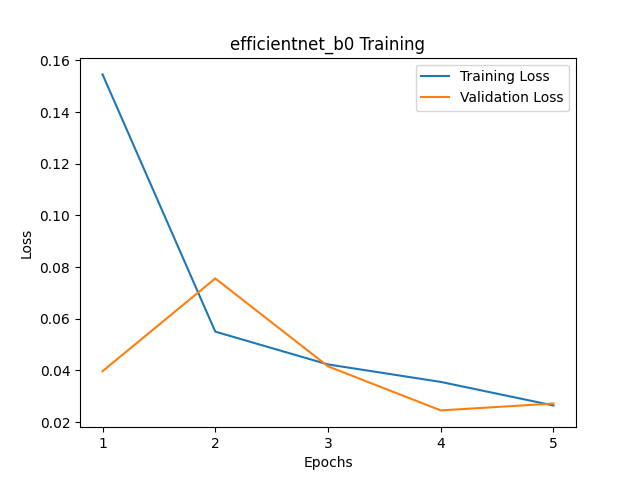 efficientnet_b0 Training
Training Loss
Validation Loss
0.16
0.14
0.12
0.10
0.08
0.06
0.04
0.02
Loss
1 2 3 4 5
Epochs